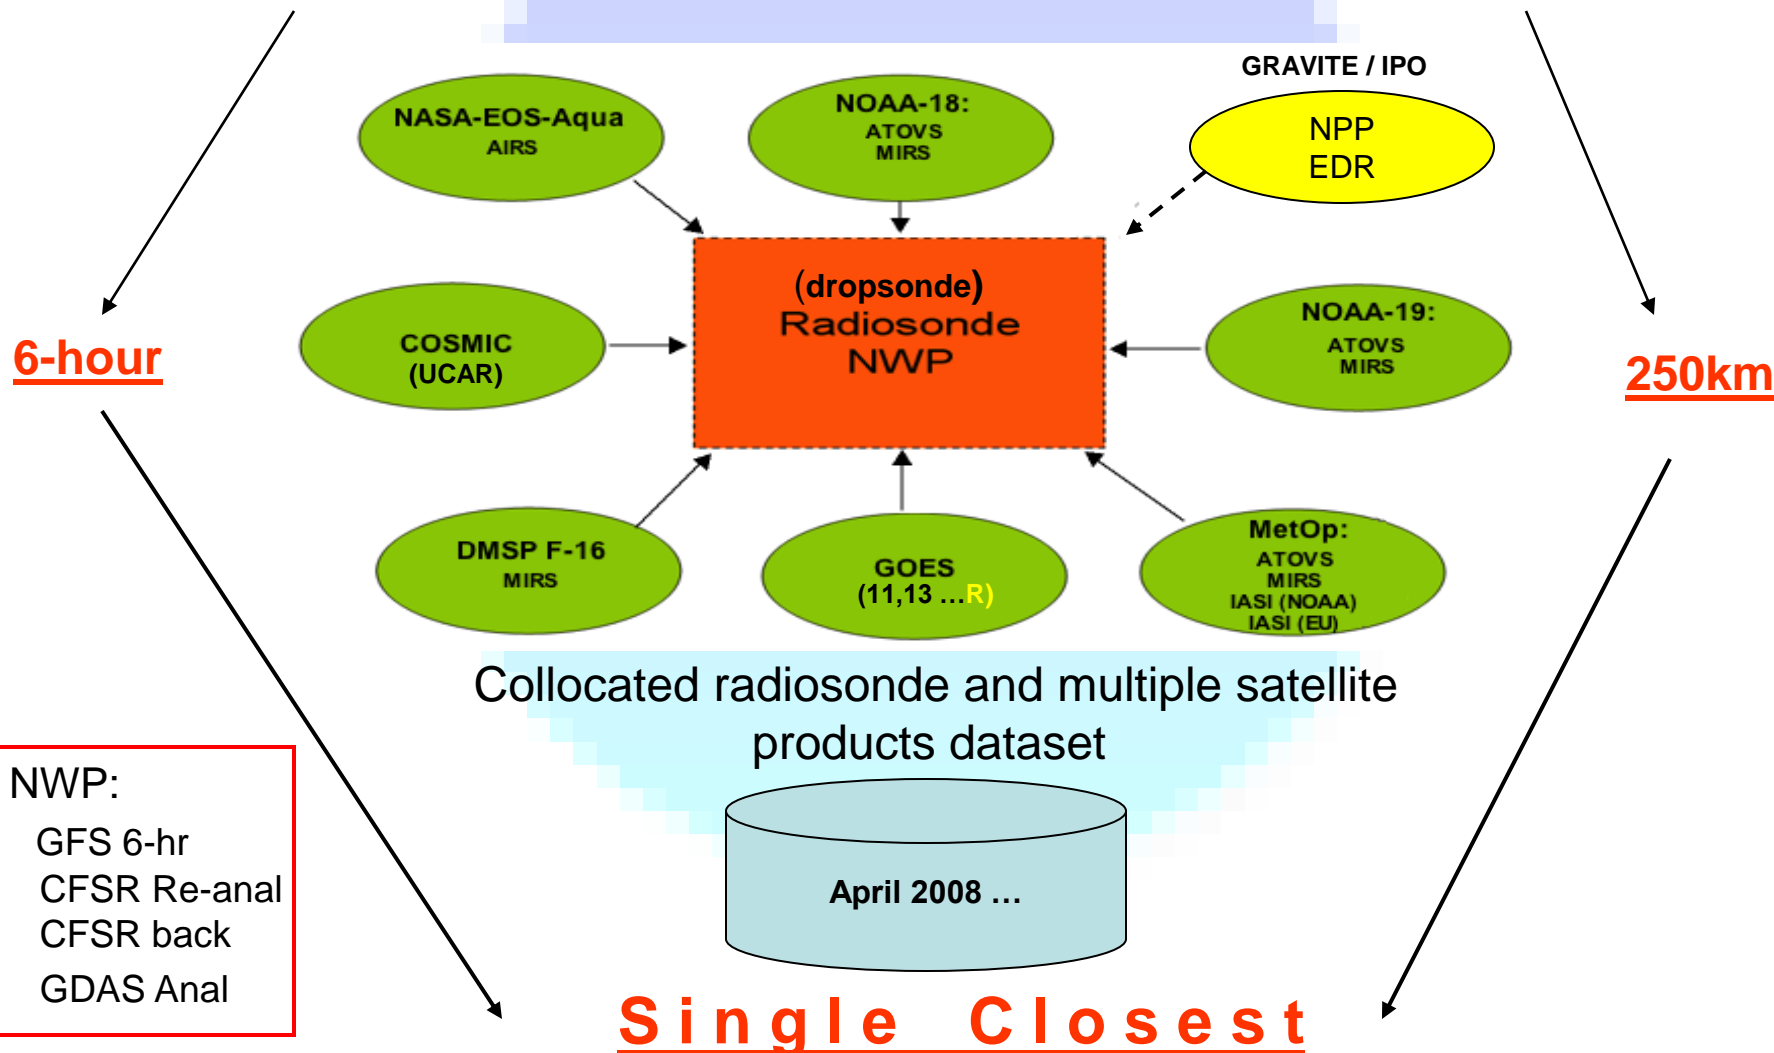 GRAVITE / IPO
NASA-EOS-Aqua
AIRS
NOAA-18:
ATOVS
MIRS
NPP
EDR
(dropsonde)
Radiosonde
NWP
COSMIC
(UCAR)
NOAA-19:
ATOVS
MIRS
6-hour
250km
DMSP F-16
MIRS
GOES
(11,13 …R)
MetOp:
ATOVS
MIRS
IASI (NOAA)
IASI (EU)
Collocated radiosonde and multiple satellite
products dataset
April 2008 …
NWP:
GFS 6-hr
CFSR Re-anal
CFSR back
GDAS Anal
Single Closest